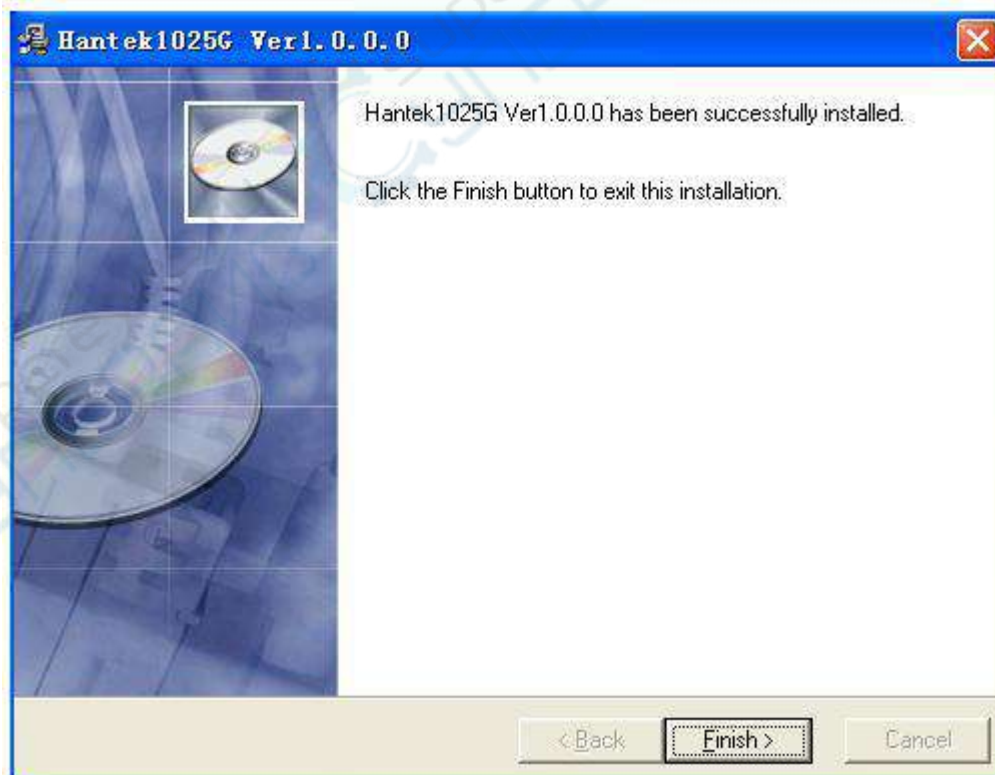 Hantek1025G Ver1.0.0.0
Hantek1025G Ver1.0.0.0 has been successfully installed.
Click the Finish button to exit this installation.
< Back
Finish >
Cancel